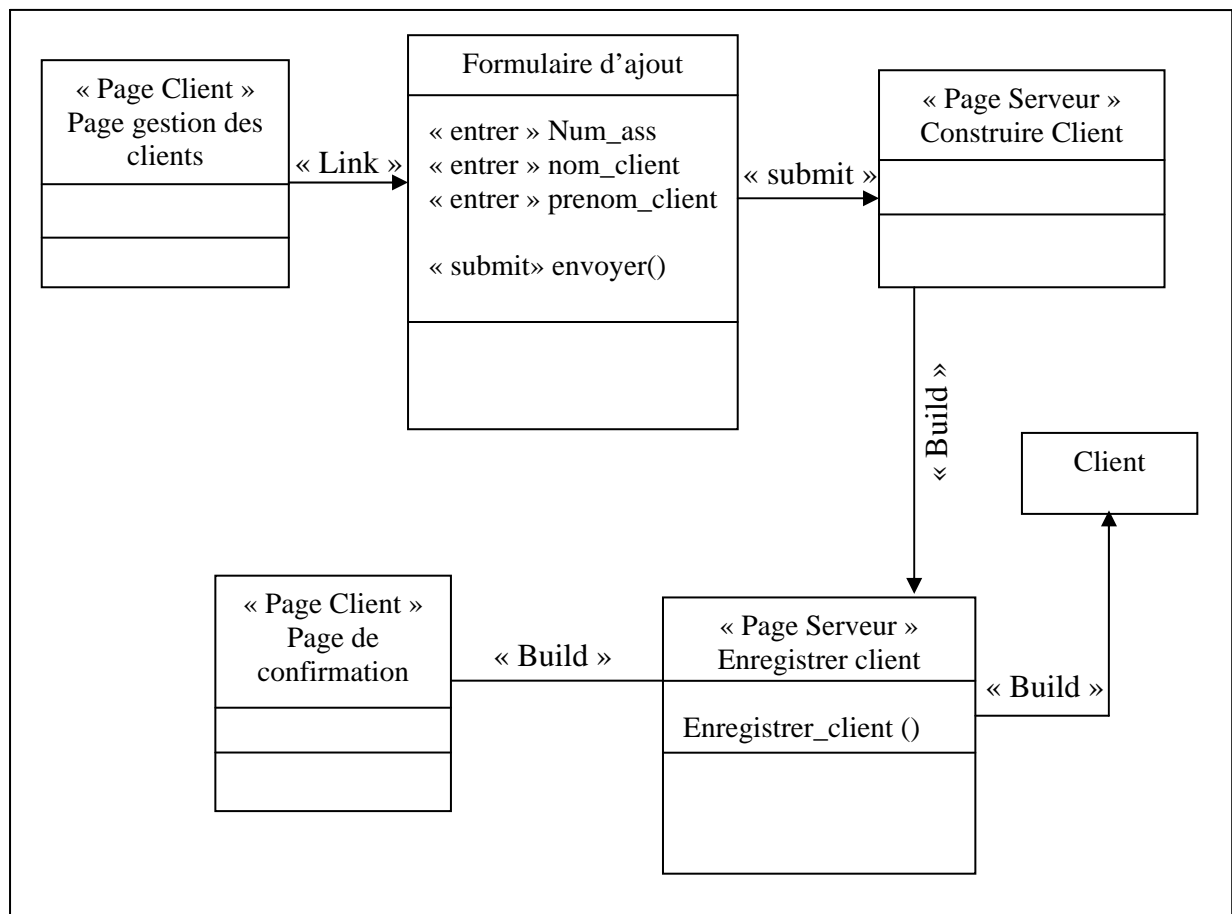 « Page Client »
Page gestion des
clients
« Link »
Formulaire d'ajout
« entrer » Num_ass
« entrer » nom_client
« entrer » prenom_client
« submit» envoyer()
« submit »
« Page Serveur »
Construire Client
« Build »
Client
« Page Client »
Page de
confirmation
« Build »
« Page Serveur »
Enregistrer client
Enregistrer_client ()
« Build »